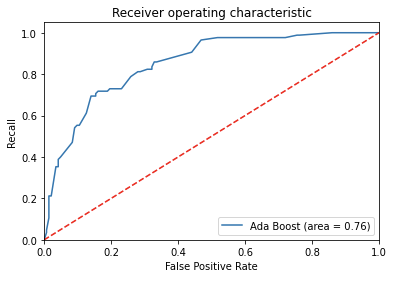 Receiver operating characteristic
1.0
0.8
0.6
0.4
0.2
0.0
Recall
0.0 0.2 0.4 0.6 0.8 1.0
False Positive Rate
Ada Boost (area = 0.76)